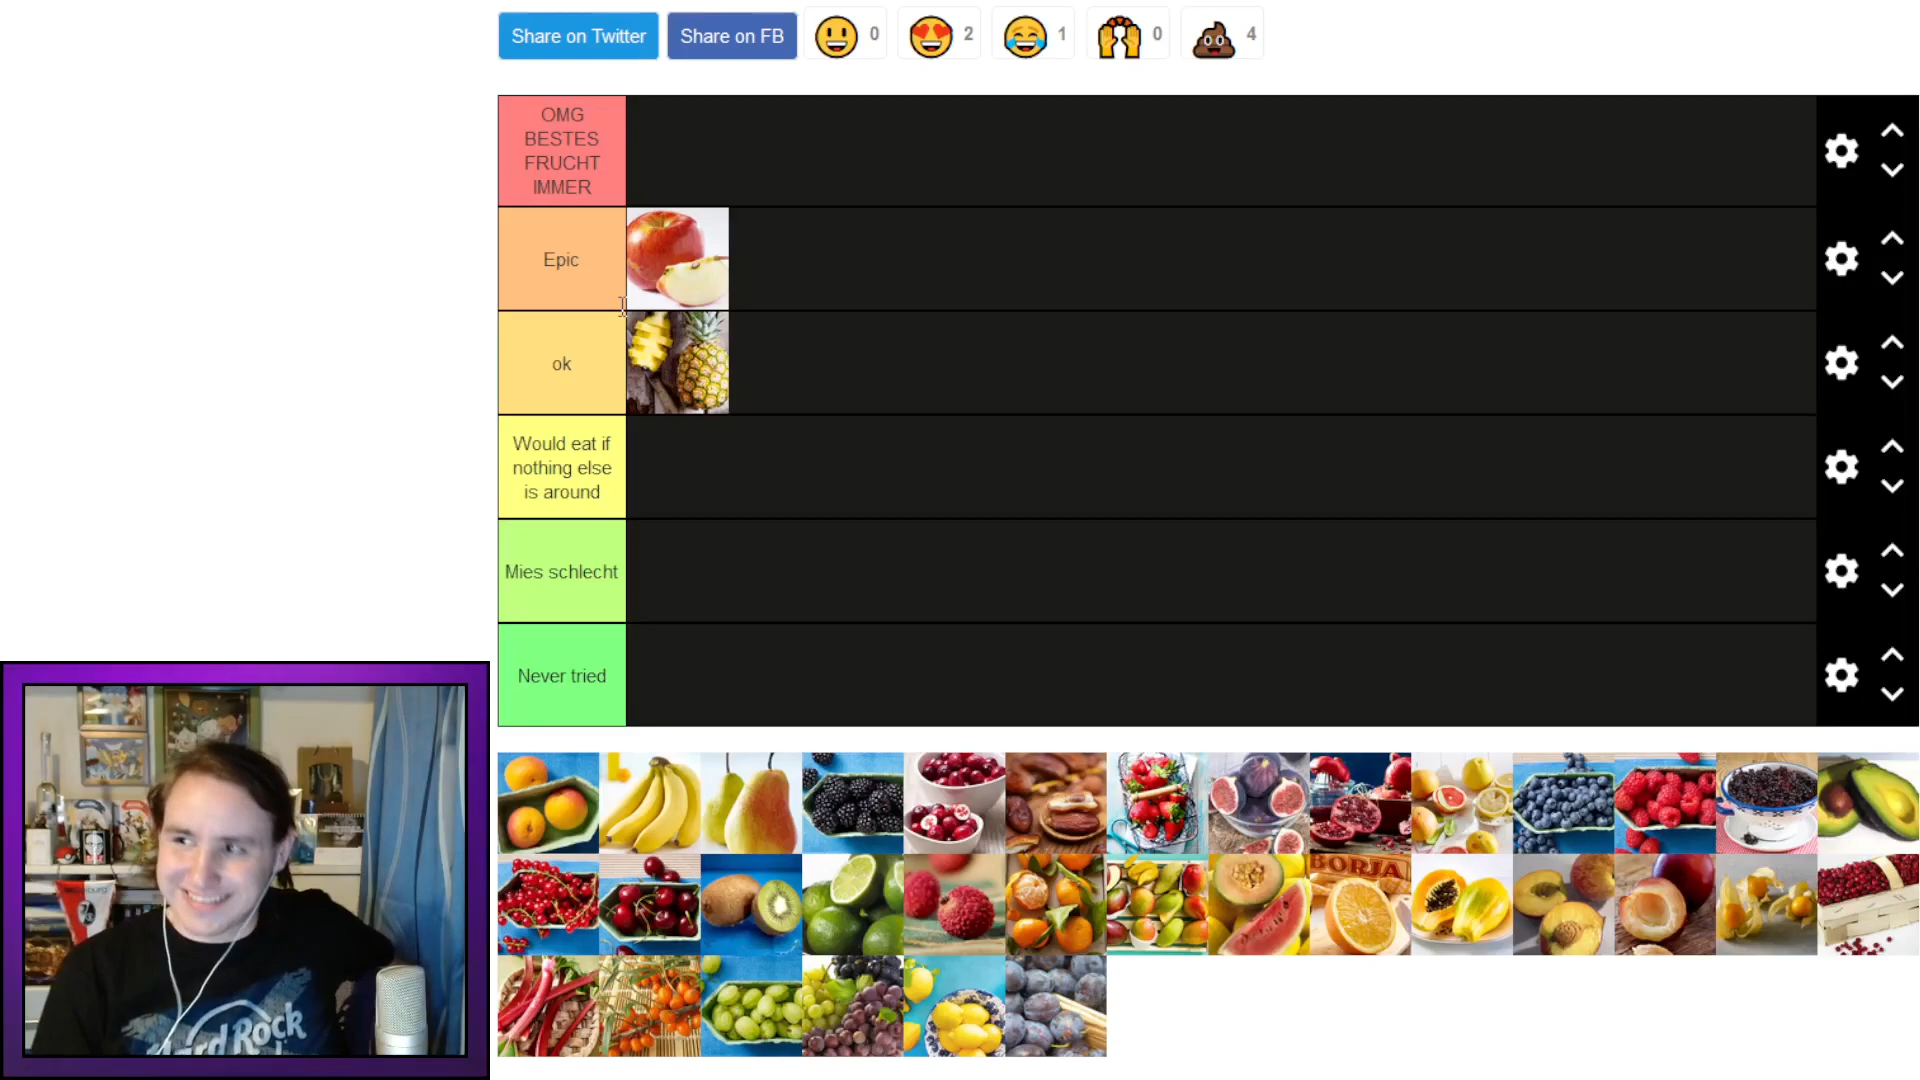 Share on Twitter
Share on FB
0
2
1
0
4
OMG
BESTES
FRUCHT
IMMER
Epic
ok
Would eat if
nothing else
is around
Mies schlecht
Never tried
BORJA
Hard Rock